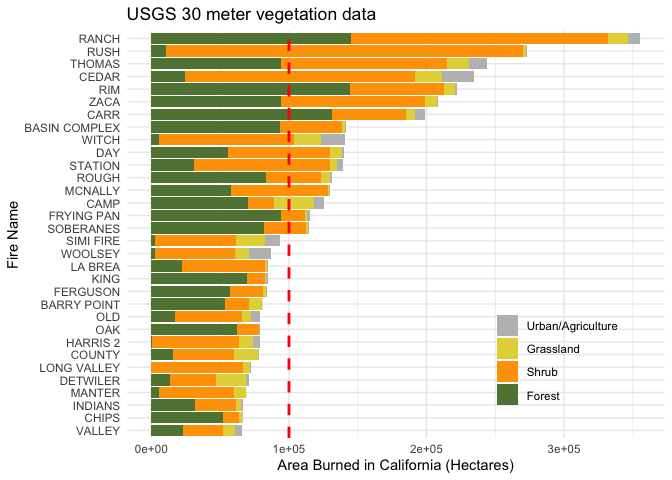 USGS 30 meter vegetation data
Fire Name
RANCH
RUSH
THOMAS
CEDAR
RIM
ZACA
CARR
BASIN COMPLEX
WITCH
DAY
STATION
ROUGH
MCNALLY
CAMP
FRYING PAN
SOBERANES
SIMI FIRE
WOOLSEY
LA BREA
KING
FERGUSON
BARRY POINT
OLD
OAK
HARRIS 2
COUNTY
LONG VALLEY
DETWILER
MANTER
INDIANS
CHIPS
VALLEY
Urban/Agriculture
Grassland
Shrub
Forest
0e+00 1e+05 2e+05 3e+05
Area Burned in California (Hectares)